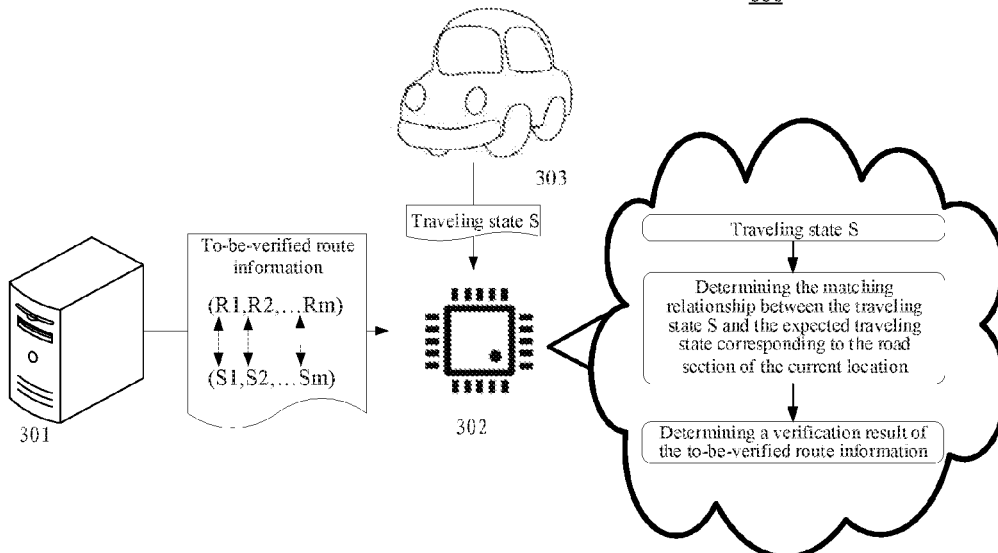 303
Traveling state S
To-be-verified route
information
(R1,R2,...Rm)
(S1,S2,...Sm)
301
302
Traveling state S
Determining the matching
relationship between the traveling
state S and the expected traveling
state corresponding to the road
section of the current location
Determining a verification result of
the to-be-verified route information